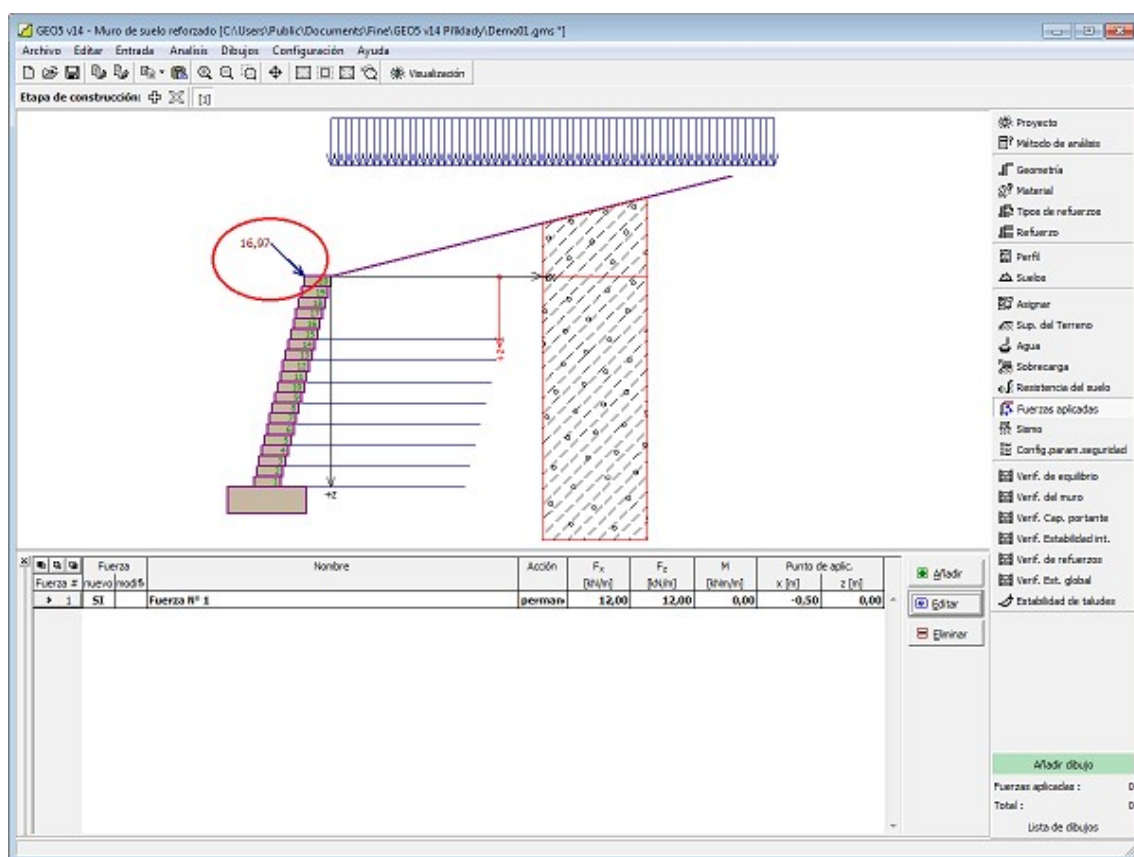 GEO5 v14 - Muro de suelo reforzado [C:\Users\Public\Documents\Fine\GEO5 v14 Příklady\Demo01.gms *]
Archivo Editar Entrada Analisis Dibujos Configuración Ayuda
Visualización
Etapa de construcción: [1]
16,97
+x
+z
+z
Proyecto
Método de análisis
Geometría
Material
Tipos de refuerzos
Refuerzo
Perfil
Suelos
Asignar
Sup. del Terreno
Agua
Sobrecarga
Resistencia del suelo
Fuerzas aplicadas
Sismo
Config.param.seguridad
Verif. de equilibrio
Verif. del muro
Verif. Cap. portante
Verif. Estabilidad int.
Verif. de refuerzos
Verif. Est. global
Estabilidad de taludes
Fuerza Nombre Acción Fx Fz M Punto de aplic.
Fuerza # nuevo modifi [kN/m] [kN/m] [kNm/m] x [m] z [m]
1 SI Fuerza Nº 1 perman 12,00 12,00 0,00 -0,50 0,00
Añadir
Editar
Eliminar
Añadir dibujo
Fuerzas aplicadas : 0
Total : 0
Lista de dibujos